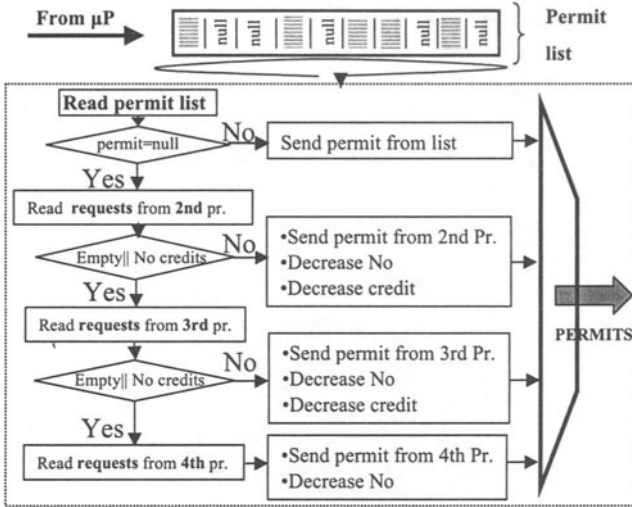 From µP
null null null null null
Permit
list
Read permit list
permit=null
No
Send permit from list
Yes
Read requests from 2nd pr.
Empty|| No credits
No
•Send permit from 2nd Pr.
•Decrease No
•Decrease credit
Yes
Read requests from 3rd pr.
Empty|| No credits
No
•Send permit from 3rd Pr.
•Decrease No
•Decrease credit
Yes
Read requests from 4th pr.
•Send permit from 4th Pr.
•Decrease No
PERMITS